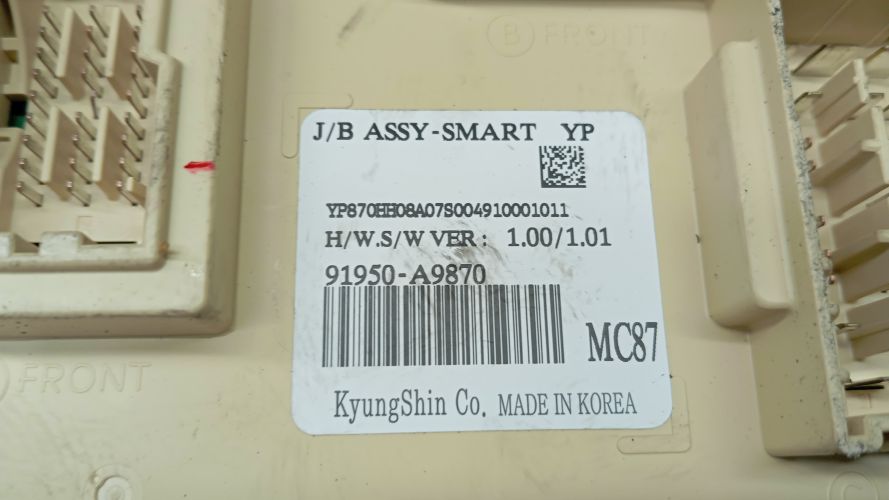 B FRONT
J/B ASSY-SMART YP
YP870HH08A07S004910001011
H/W.S/W VER : 1.00/1.01
91950-A9870
MC87
FRONT
KyungShin Co. MADE IN KOREA